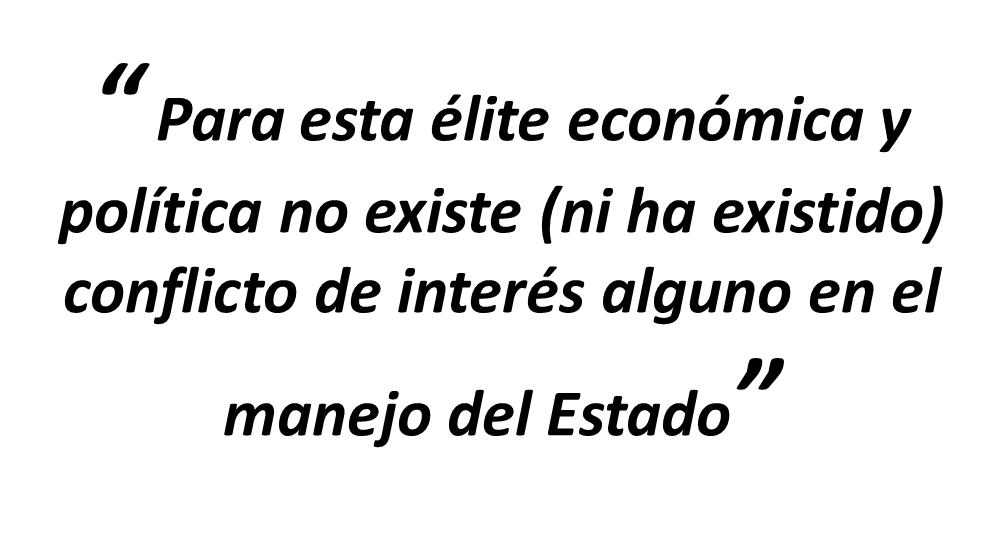 “ Para esta élite económica y
política no existe (ni ha existido)
conflicto de interés alguno en el
manejo del Estado”